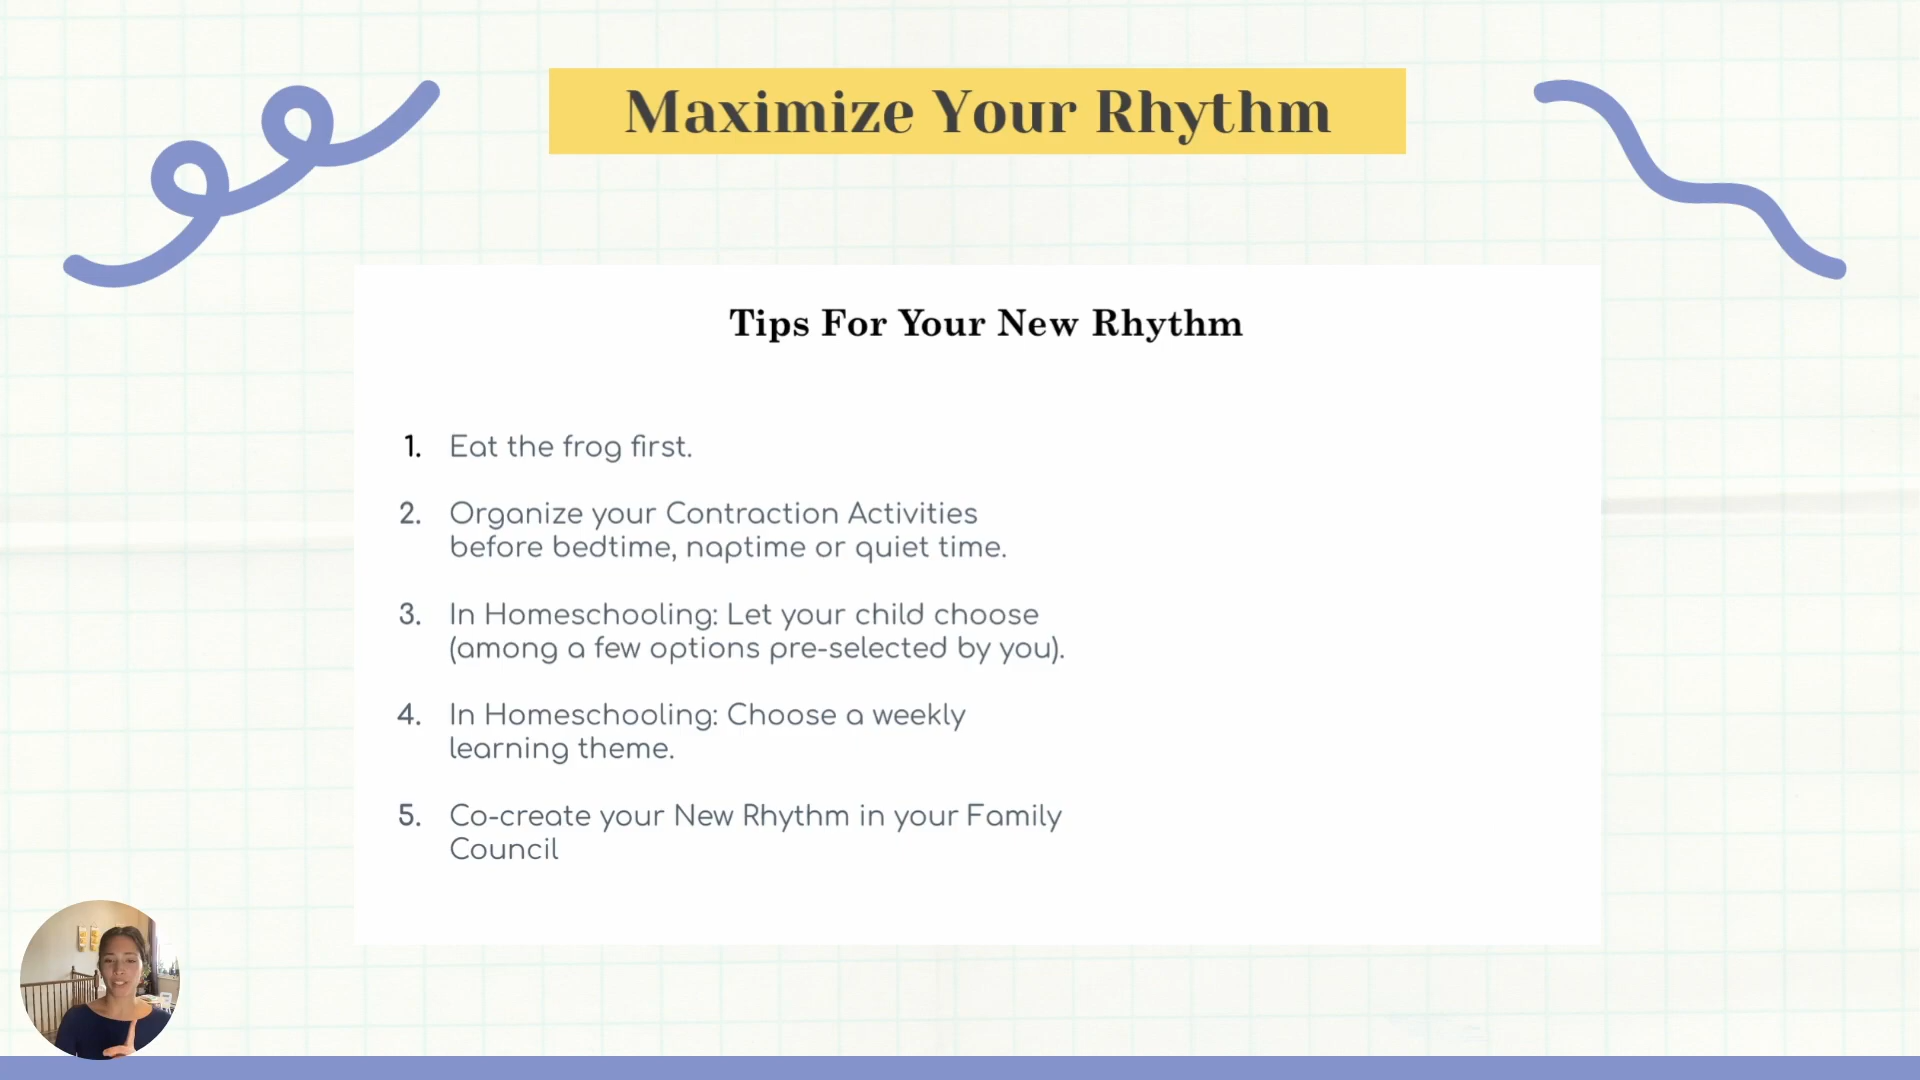 Maximize Your Rhythm
Tips For Your New Rhythm
1. Eat the frog first.
2. Organize your Contraction Activities
before bedtime, naptime or quiet time.
3. In Homeschooling: Let your child choose
(among a few options pre-selected by you).
4. In Homeschooling: Choose a weekly
learning theme.
5. Co-create your New Rhythm in your Family
Council